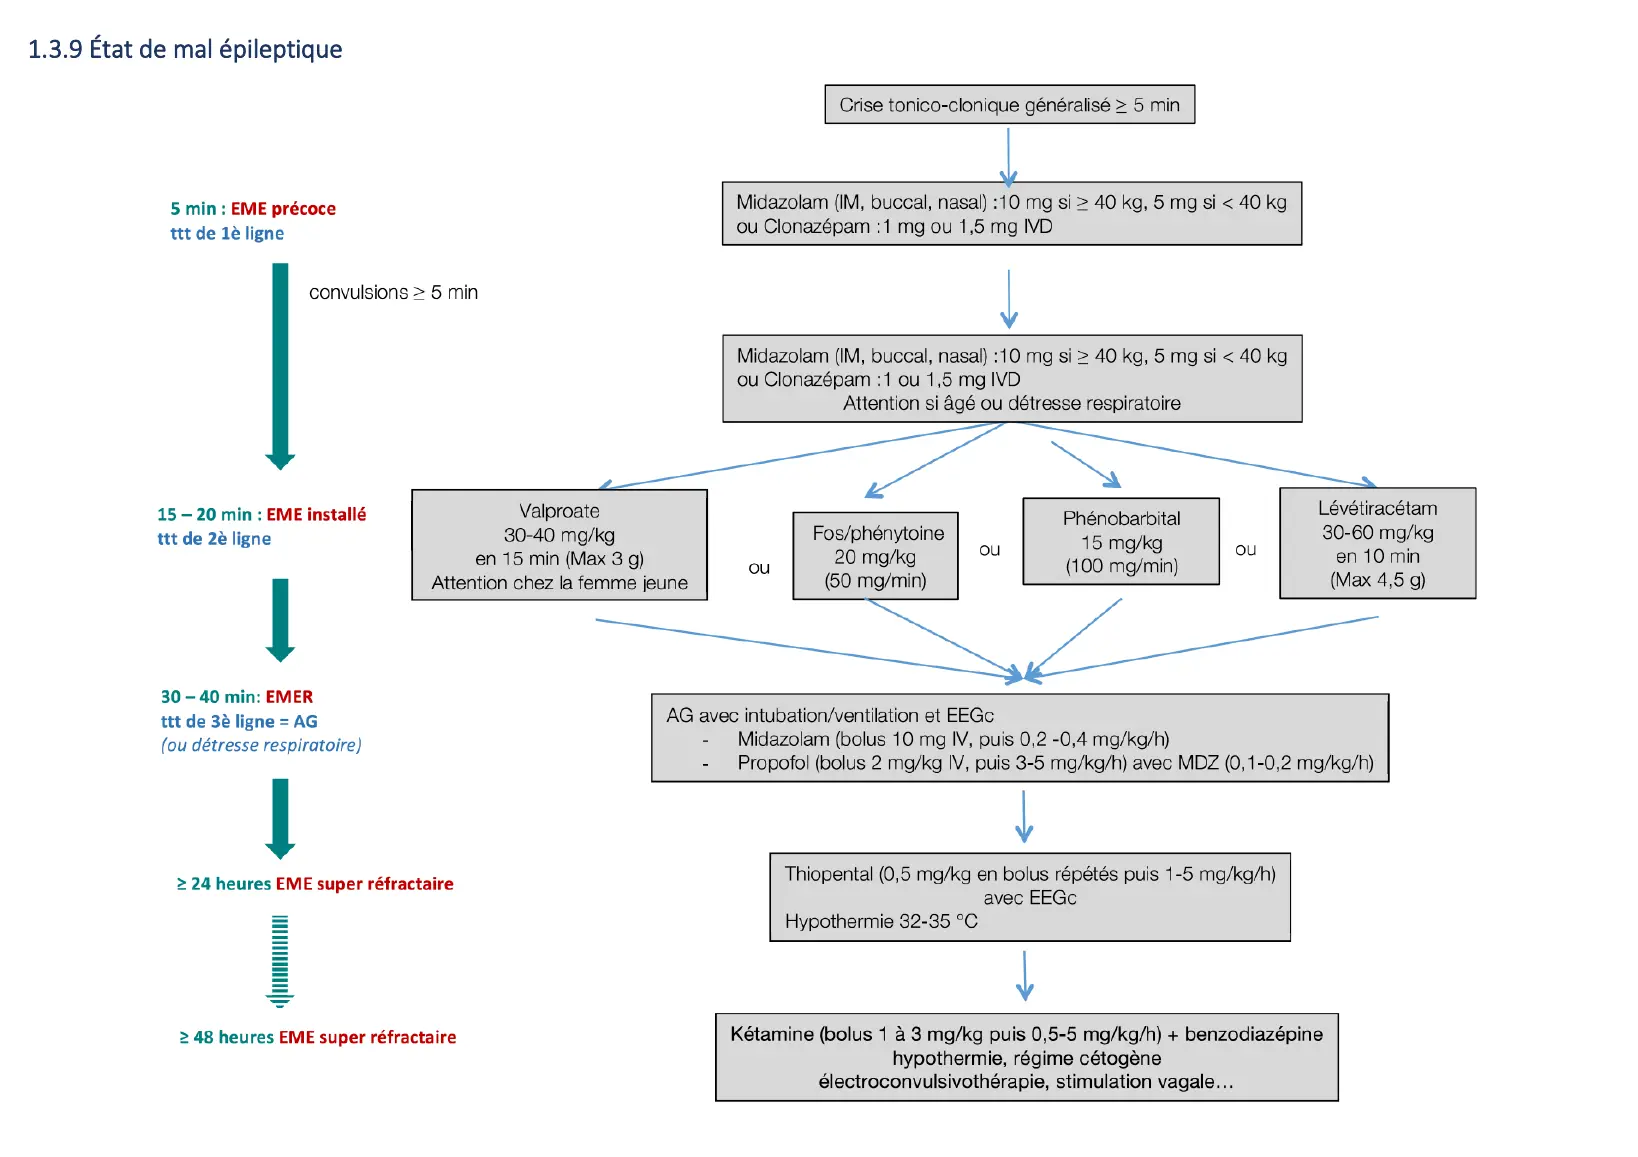 1.3.9 État de mal épileptique
Crise tonico-clonique généralisé ≥ 5 min
5 min : EME précoce
ttt de 1è ligne
Midazolam (IM, buccal, nasal) :10 mg si ≥ 40 kg, 5 mg si < 40 kg
ou Clonazépam :1 mg ou 1,5 mg IVD
convulsions ≥ 5 min
Midazolam (IM, buccal, nasal) :10 mg si ≥ 40 kg, 5 mg si < 40 kg
ou Clonazépam :1 ou 1,5 mg IVD
Attention si âgé ou détresse respiratoire
15 – 20 min : EME installé
ttt de 2è ligne
Valproate
30-40 mg/kg
en 15 min (Max 3 g)
Attention chez la femme jeune
ou
Fos/phénytoine
20 mg/kg
(50 mg/min)
ou
Phénobarbital
15 mg/kg
(100 mg/min)
ou
Lévétiracétam
30-60 mg/kg
en 10 min
(Max 4,5 g)
30 – 40 min: EMER
ttt de 3è ligne = AG
(ou détresse respiratoire)
AG avec intubation/ventilation et EEGc
- Midazolam (bolus 10 mg IV, puis 0,2 -0,4 mg/kg/h)
- Propofol (bolus 2 mg/kg IV, puis 3-5 mg/kg/h) avec MDZ (0,1-0,2 mg/kg/h)
≥ 24 heures EME super réfractaire
Thiopental (0,5 mg/kg en bolus répétés puis 1-5 mg/kg/h)
avec EEGc
Hypothermie 32-35 °C
≥ 48 heures EME super réfractaire
Kétamine (bolus 1 à 3 mg/kg puis 0,5-5 mg/kg/h) + benzodiazépine
hypothermie, régime cétogène
électroconvulsivothérapie, stimulation vagale…